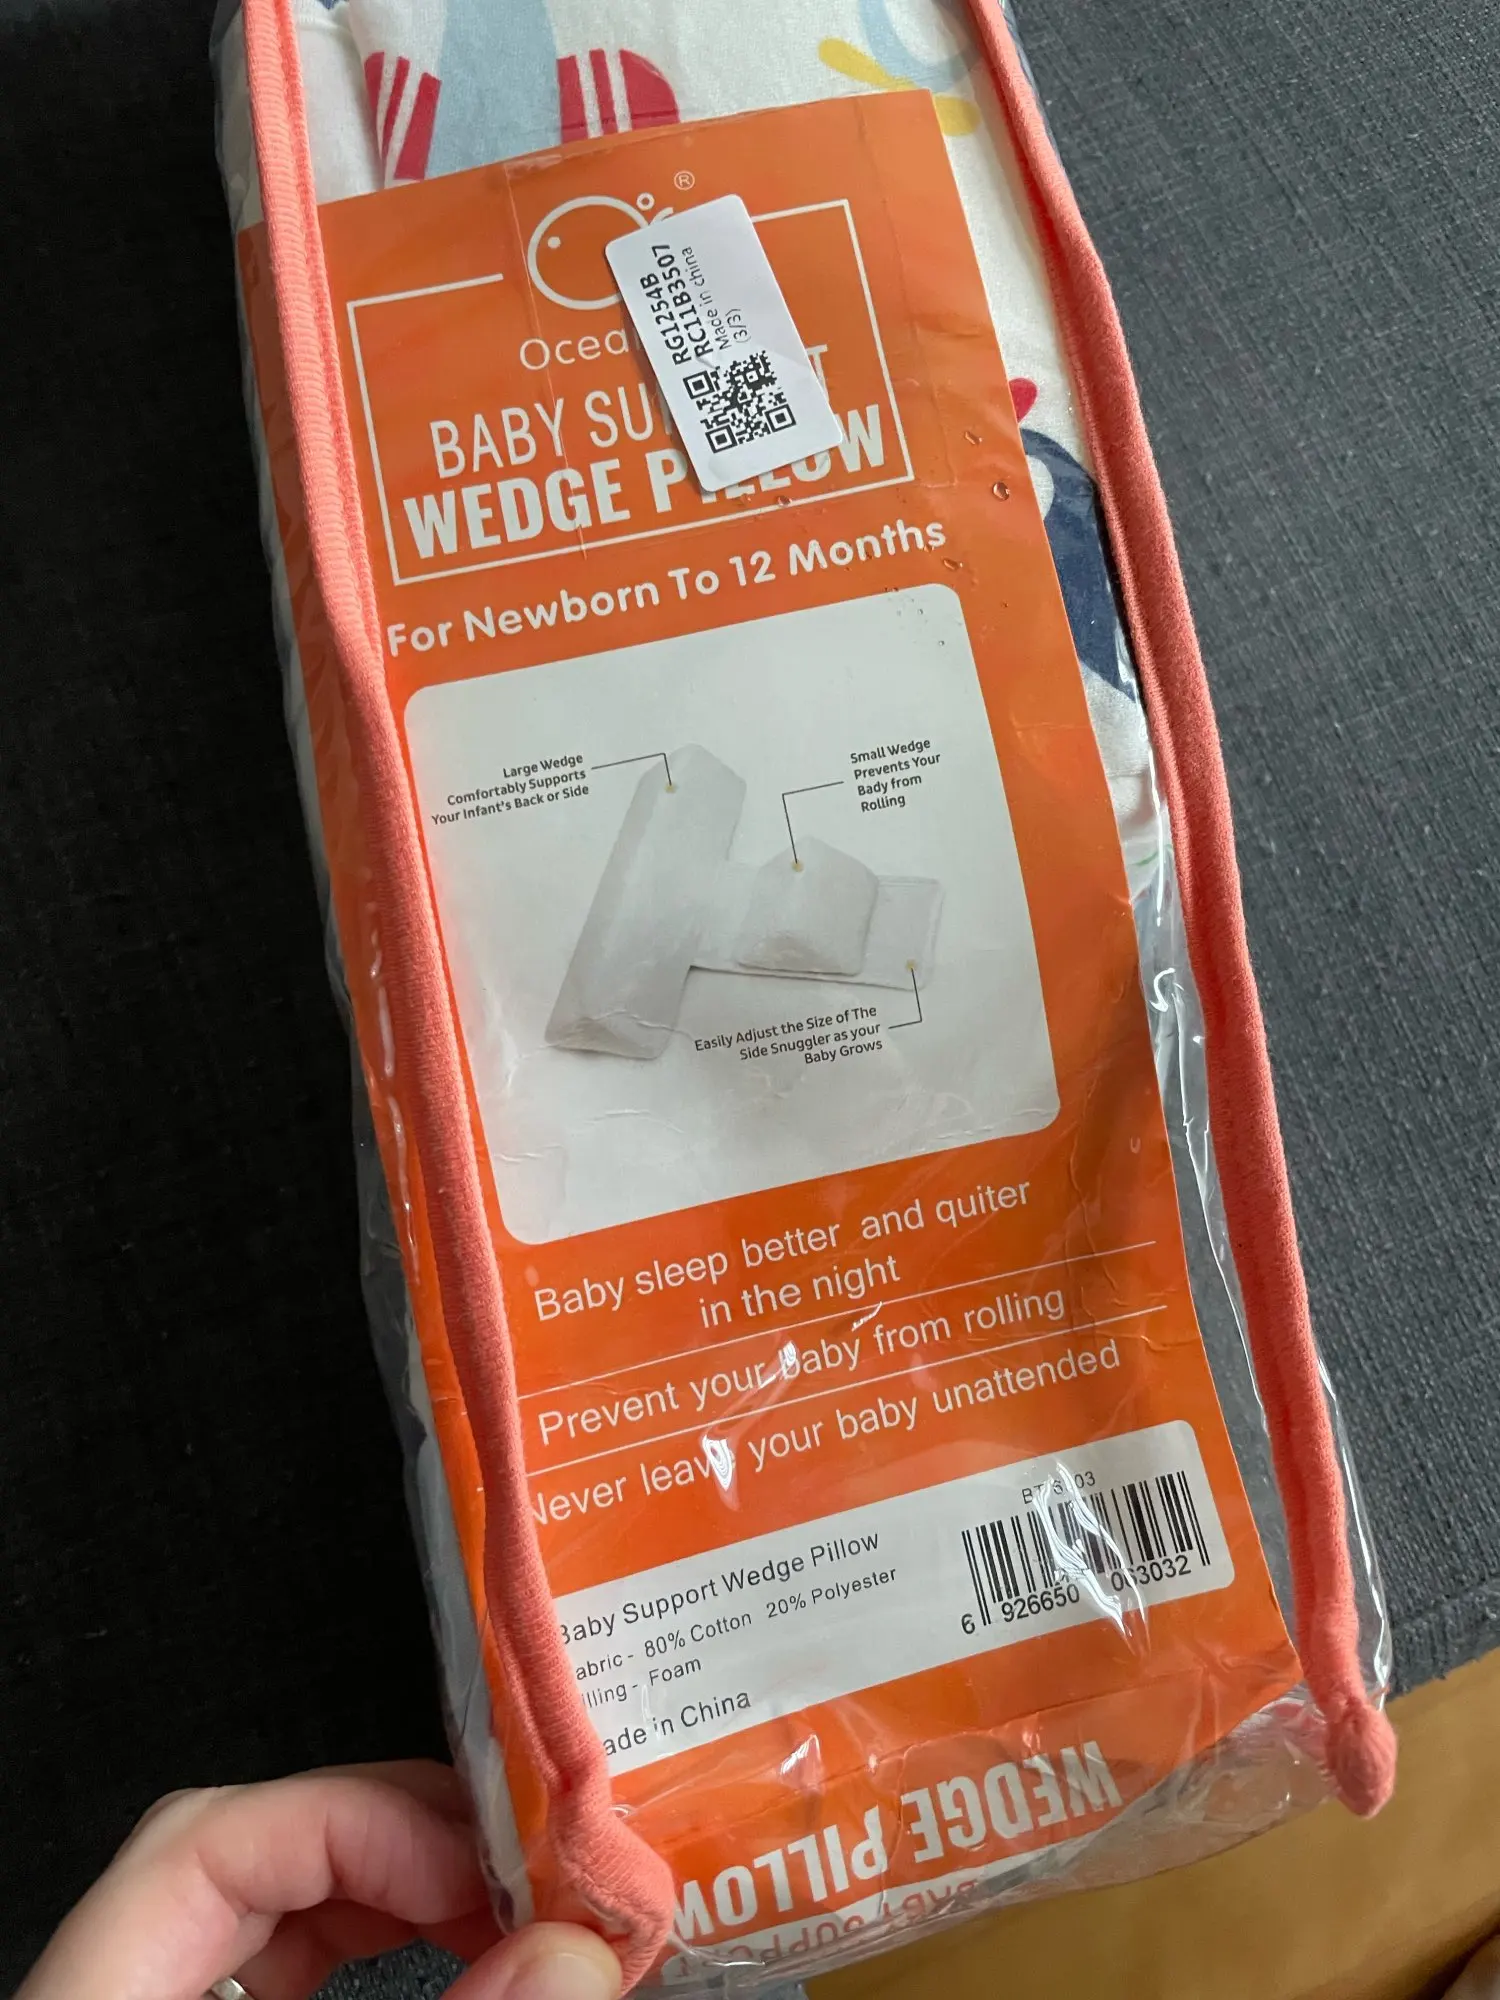 ®
RG1254B
RC11B3507
Made in china
(3/3)
Ocea
BABY SU T
WEDGE PILLOW
For Newborn To 12 Months
Large Wedge
Comfortably Supports
Your Infant's Back or Side
Small Wedge
Prevents Your
Bady from
Rolling
Easily Adjust the Size of The
Side Snuggler as your
Baby Grows
Baby sleep better and quiter
in the night
Prevent your baby from rolling
Never leave your baby unattended
Baby Support Wedge Pillow
abric - 80% Cotton 20% Polyester
illing - Foam
ade in China
6 926650 063032
WEDGE PILLOW
BABY SUPPO